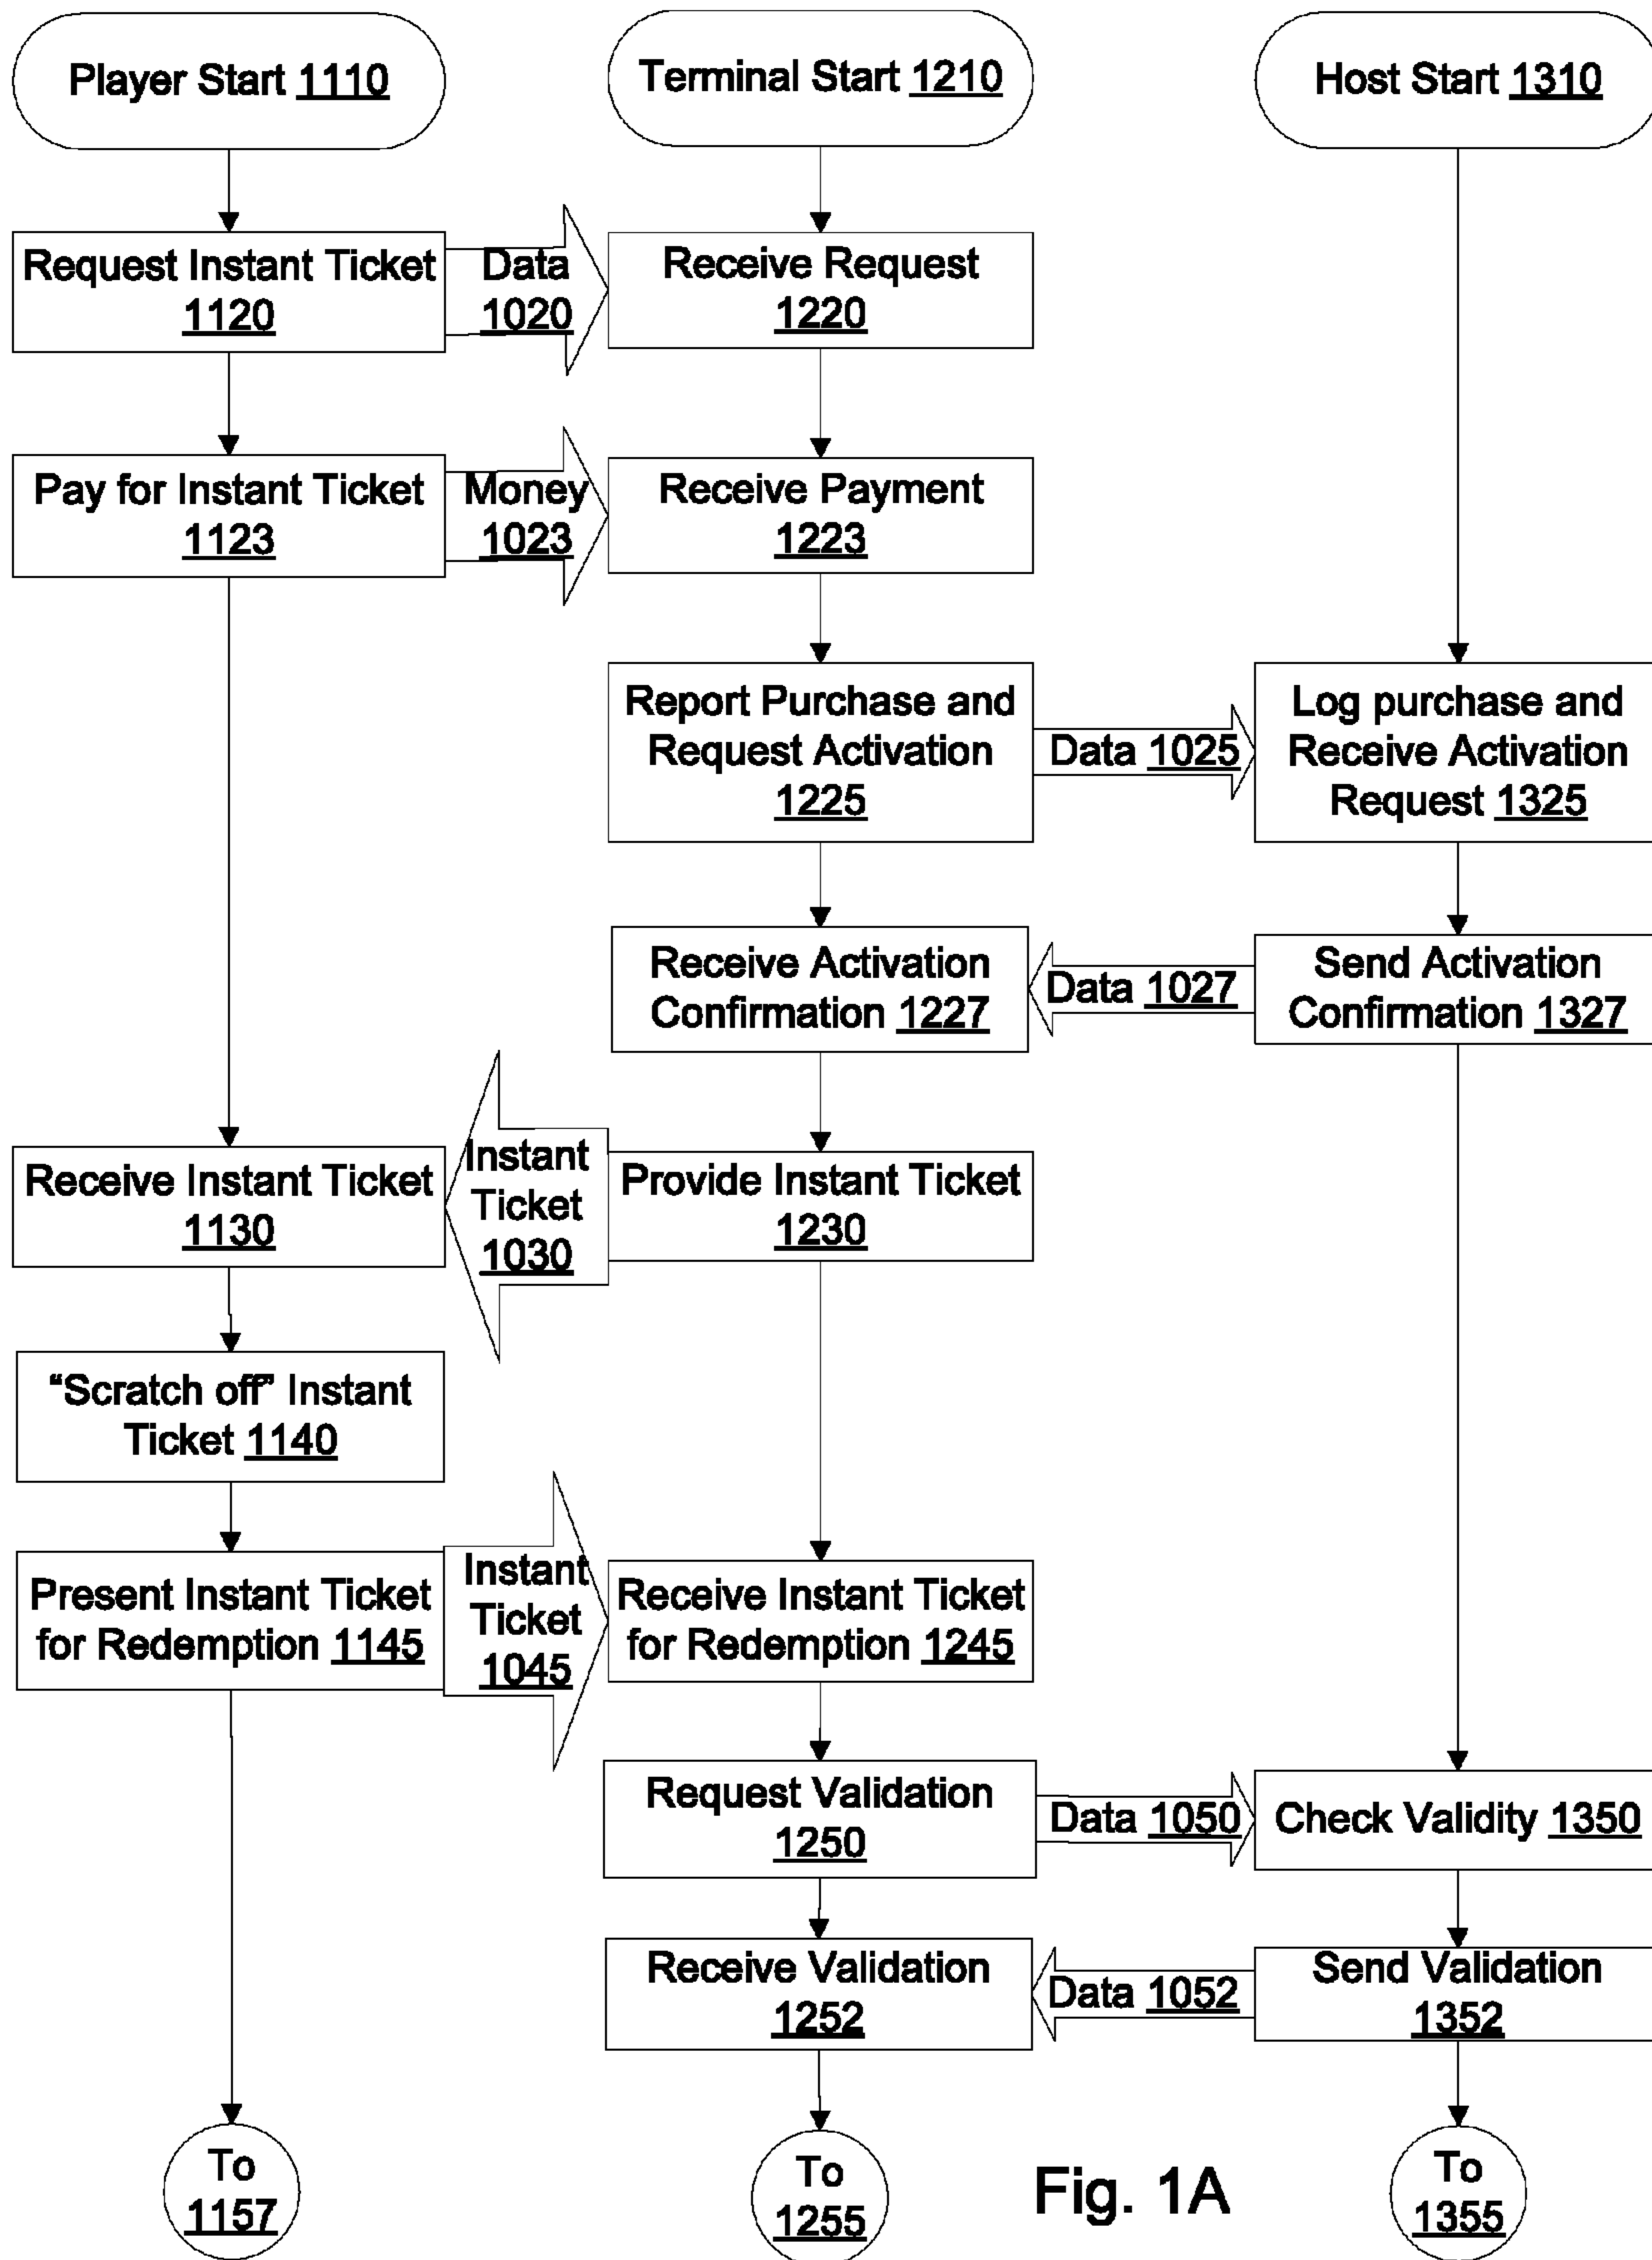 Player Start 1110
Terminal Start 1210
Host Start 1310
Request Instant Ticket
1120
Data
1020
Receive Request
1220
Pay for Instant Ticket
1123
Money
1023
Receive Payment
1223
Report Purchase and
Request Activation
1225
Data 1025
Log purchase and
Receive Activation
Request 1325
Receive Activation
Confirmation 1227
Data 1027
Send Activation
Confirmation 1327
Receive Instant Ticket
1130
Instant
Ticket
1030
Provide Instant Ticket
1230
“Scratch off” Instant
Ticket 1140
Present Instant Ticket
for Redemption 1145
Instant
Ticket
1045
Receive Instant Ticket
for Redemption 1245
Request Validation
1250
Data 1050
Check Validity 1350
Receive Validation
1252
Data 1052
Send Validation
1352
To
1157
To
1255
Fig. 1A
To
1355